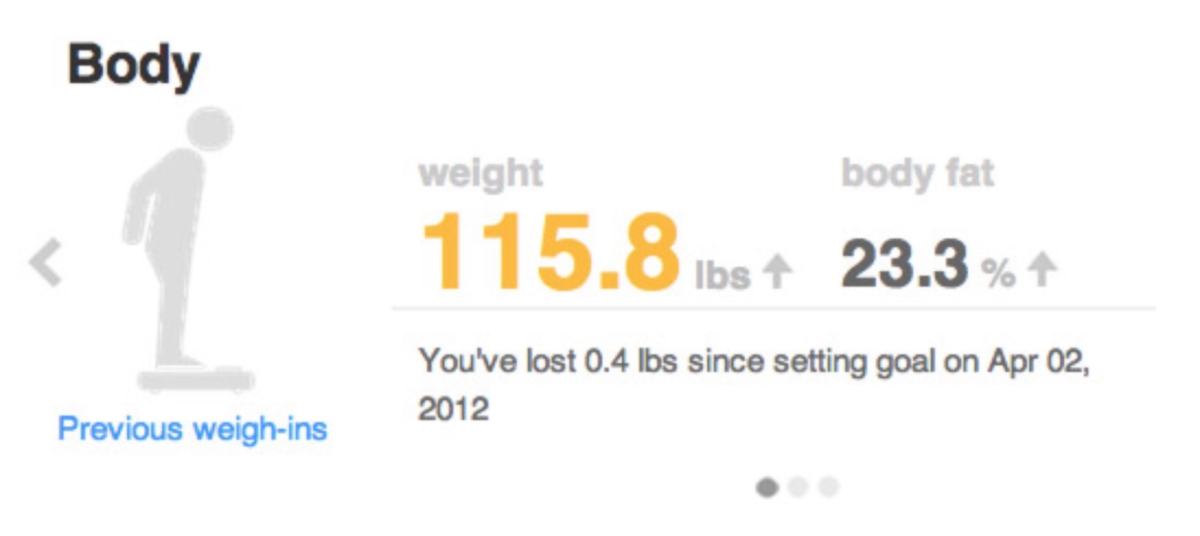 Body
weight
body fat
115.8 lbs
23.3 %
You've lost 0.4 lbs since setting goal on Apr 02,
2012
Previous weigh-ins